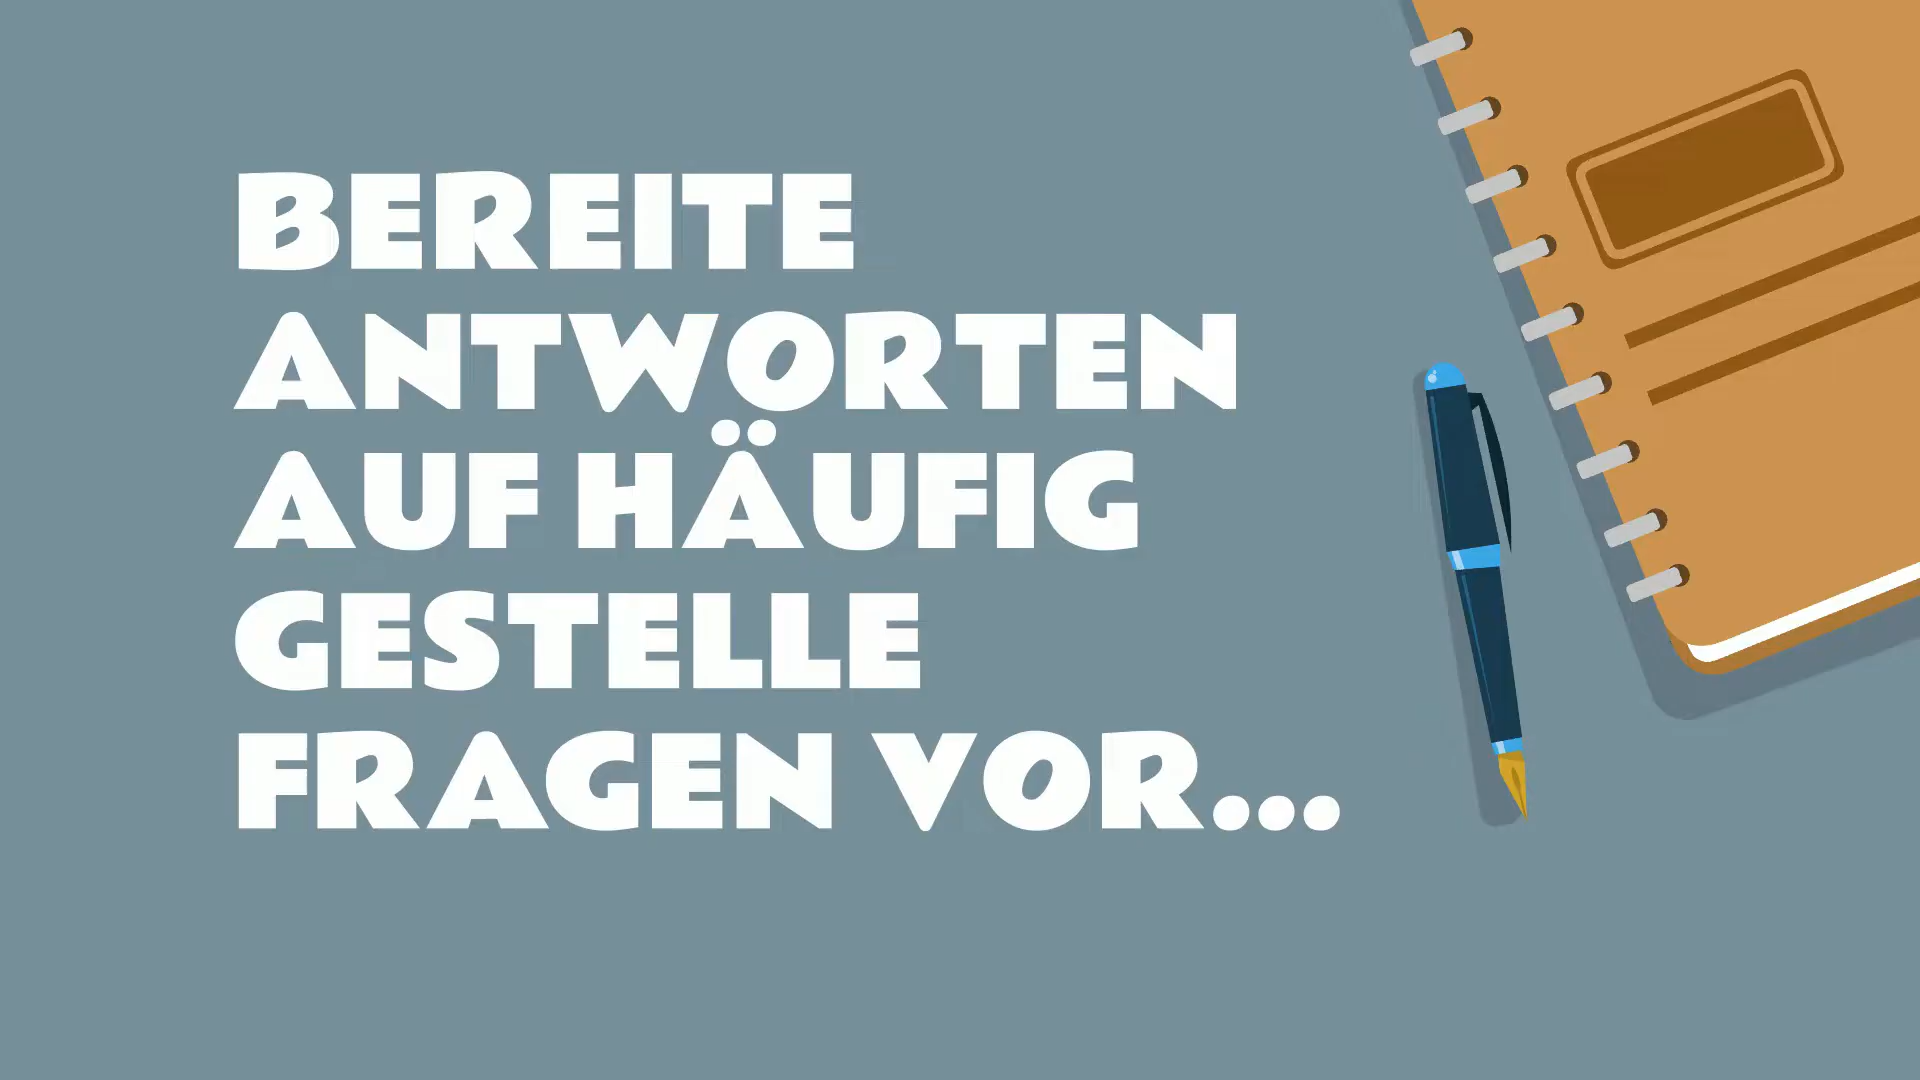 BEREITE
ANTWORTEN
AUF HÄUFIG
GESTELLE
FRAGEN VOR...